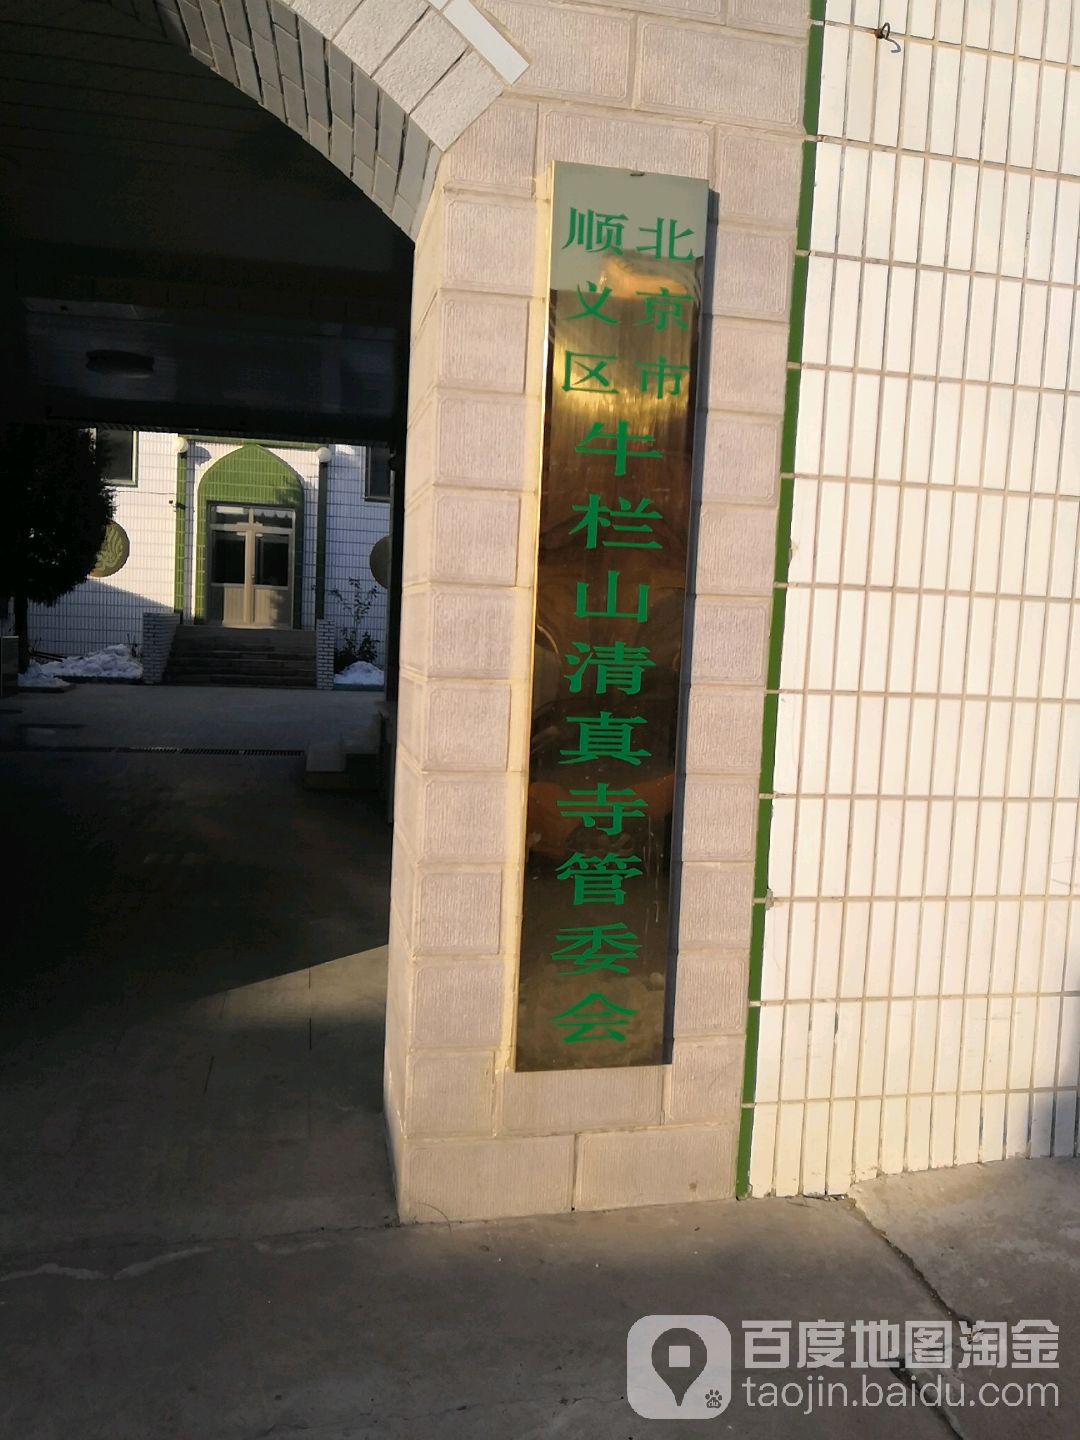 北京市
顺义区
牛栏山清真寺管委会
百度地图淘金
taojin.baidu.com
du